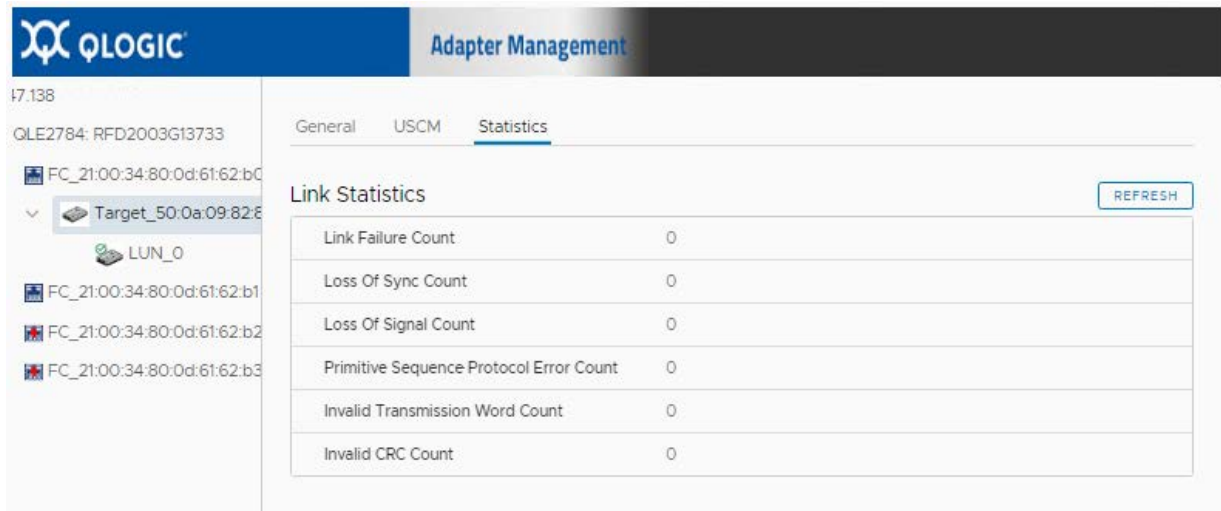 QLOGIC
Adapter Management
47.138
QLE2784: RFD2003G13733
FC_21:00:34:80:0d:61:62:b0
Target_50:0a:09:82:8
LUN_0
FC_21:00:34:80:0d:61:62:b1
FC_21:00:34:80:0d:61:62:b2
FC_21:00:34:80:0d:61:62:b3
General USCM Statistics
Link Statistics
REFRESH
Link Failure Count 0
Loss Of Sync Count 0
Loss Of Signal Count 0
Primitive Sequence Protocol Error Count 0
Invalid Transmission Word Count 0
Invalid CRC Count 0